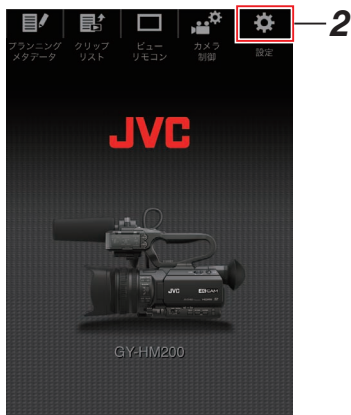 プランニング
メタデータ
クリップ
リスト
ビュー
リモコン
カメラ
制御
設定
2
JVC
JVC
4KCAM
GY-HM200